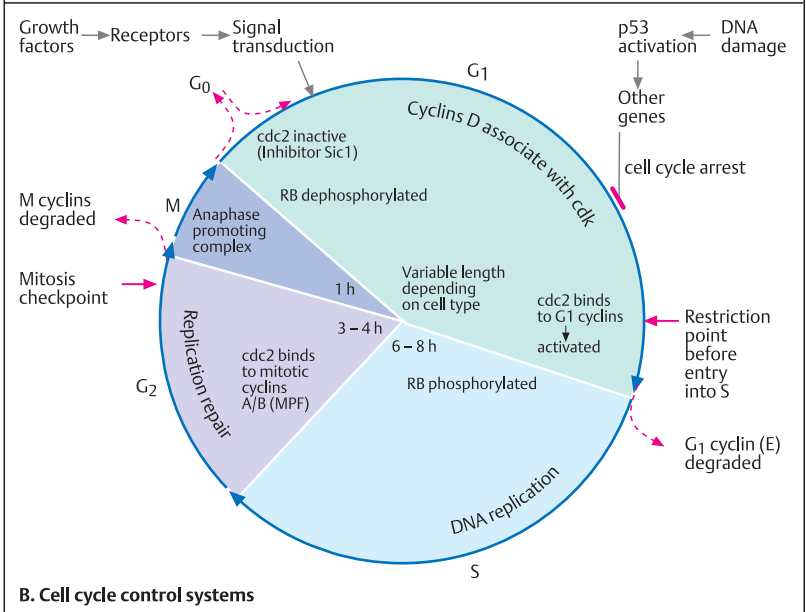 Growth
factors
Receptors
Signal
transduction
p53
activation
DNA
damage
Other
genes
cell cycle arrest
G₁
G₀
Cyclins D associate with cdk
cdc2 inactive
(Inhibitor Sic1)
RB dephosphorylated
M
M cyclins
degraded
Anaphase
promoting
complex
1 h
Variable length
depending
on cell type
cdc2 binds
to G1 cyclins
activated
Mitosis
checkpoint
Restriction
point
before
entry
into S
3 – 4 h
6 – 8 h
cdc2 binds
to mitotic
cyclins
A/B (MPF)
RB phosphorylated
G₂
Replication repair
G₁ cyclin (E)
degraded
DNA replication
S
B. Cell cycle control systems